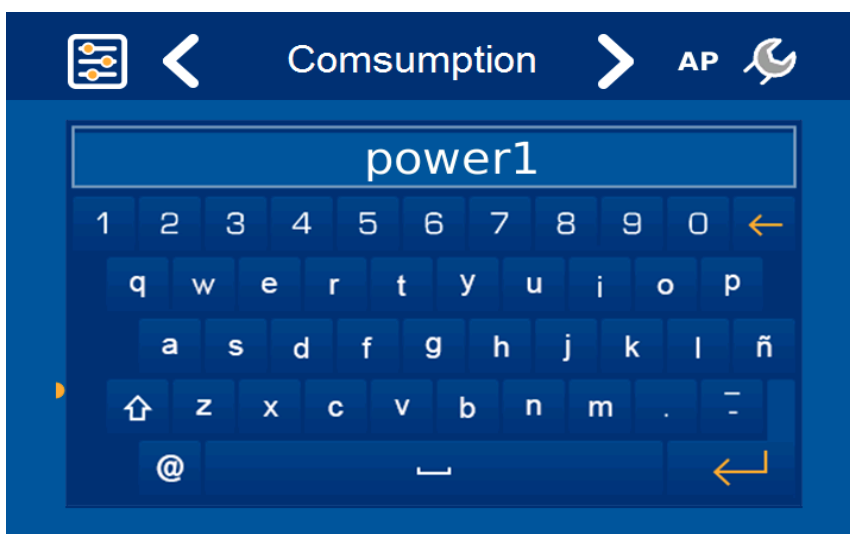 Comsumption AP
power1
1 2 3 4 5 6 7 8 9 0
q w e r t y u i o p
a s d f g h j k l ñ
z x c v b n m . _ -
@